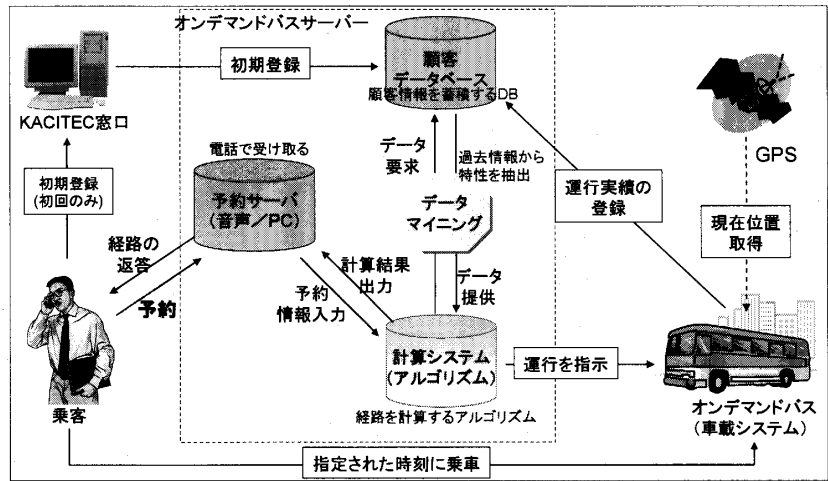 オンデマンドバスサーバー
初期登録
顧客
データベース
顧客情報を蓄積するDB
KACITEC窓口
GPS
電話で受け取る
データ
要求
過去情報から
特性を抽出
初期登録
(初回のみ)
予約サーバ
(音声/PC)
データ
マイニング
運行実績の
登録
現在位置
取得
経路の
返答
予約
計算結果
出力
予約
情報入力
データ
提供
計算システム
(アルゴリズム)
運行を指示
経路を計算するアルゴリズム
乗客
オンデマンドバス
(車載システム)
指定された時刻に乗車